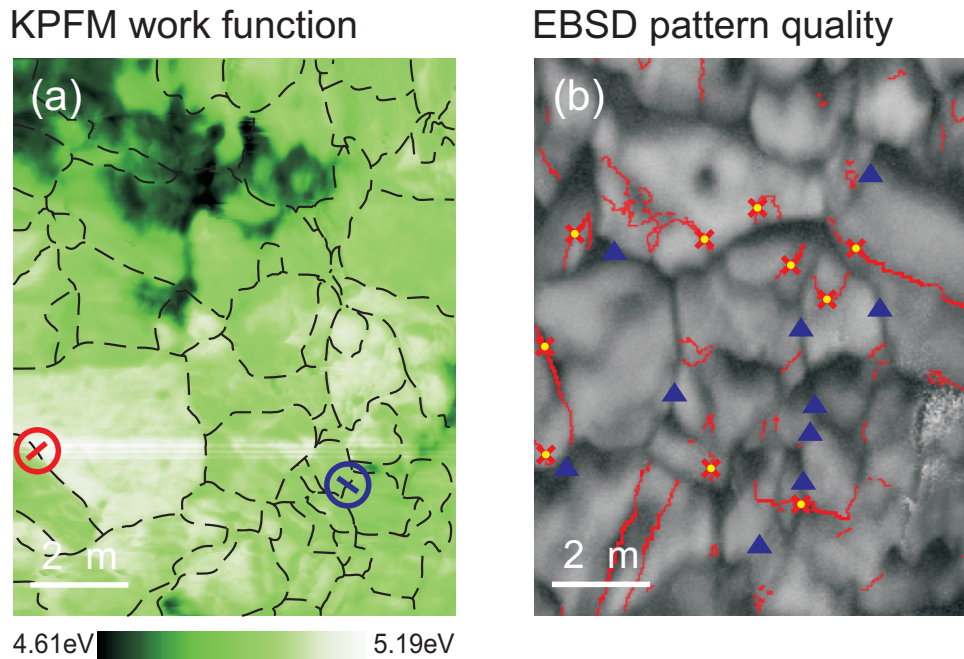 KPFM work function
EBSD pattern quality
(a)
(b)
2 m
2 m
4.61eV
5.19eV